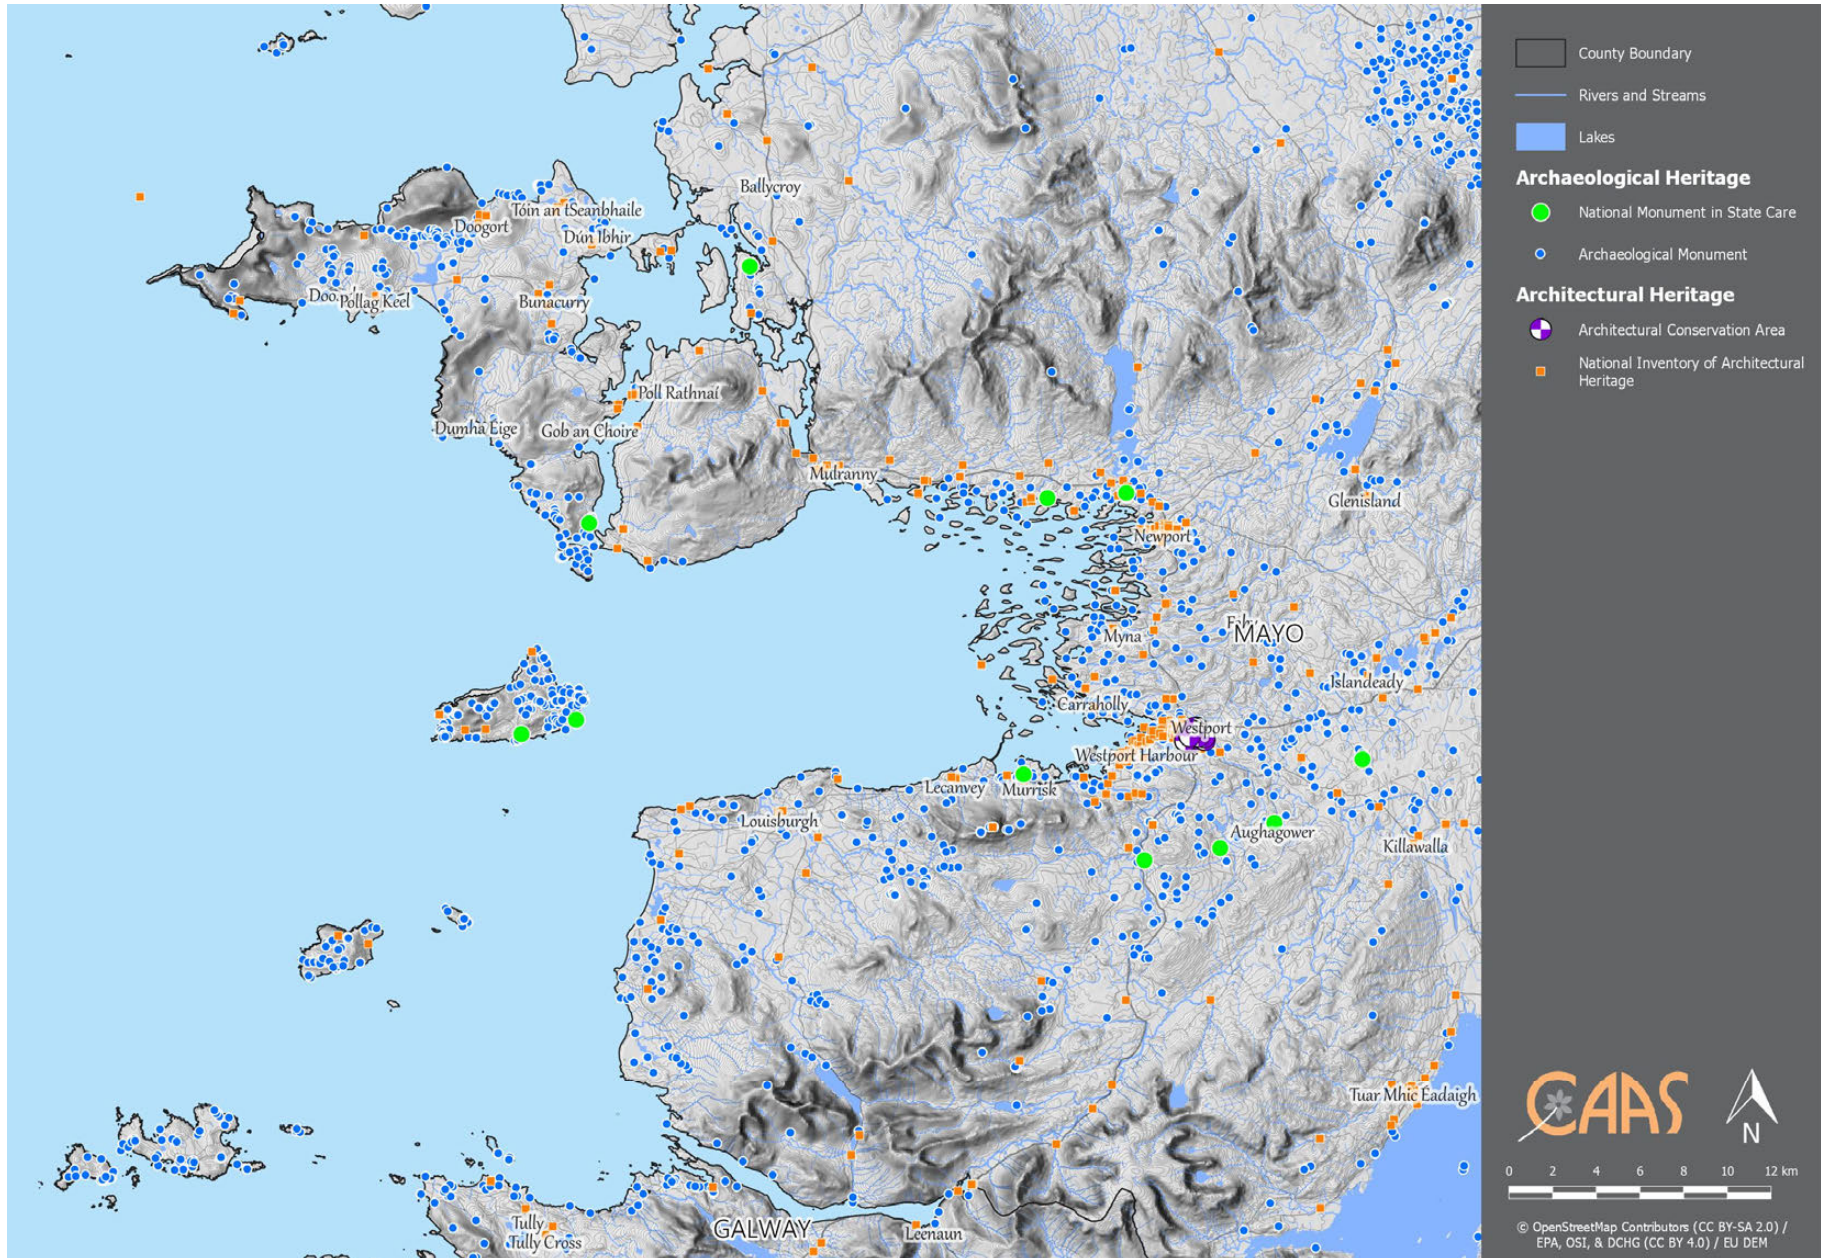 Ballycroy
Tóin an tSeanbhaile
Doogort
Dún Ibhir
Pollag Keel
Bunacurry
Poll Rathnaí
Dumha Éige
Gob an Choire
Mulranny
Glenisland
Newport
Myna
MAYO
Islandeady
Carraholly
Westport
Westport Harbour
Lecanvey
Murrisk
Louisburgh
Aughagower
Killawalla
Tuar Mhic Éadaigh
Tully
Tully Cross
GALWAY
Leenaun
County Boundary
Rivers and Streams
Lakes
Archaeological Heritage
National Monument in State Care
Archaeological Monument
Architectural Heritage
Architectural Conservation Area
National Inventory of Architectural
Heritage
CAAS
N
0 2 4 6 8 10 12 km
© OpenStreetMap Contributors (CC BY-SA 2.0) /
EPA, OSI, & DCHG (CC BY 4.0) / EU DEM